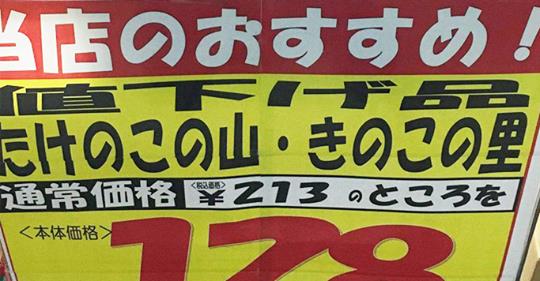 当店のおすすめ!
値下げ品
たけのこの山・きのこの里
通常価格 <税込価格> ¥213 のところを
<本体価格> 178